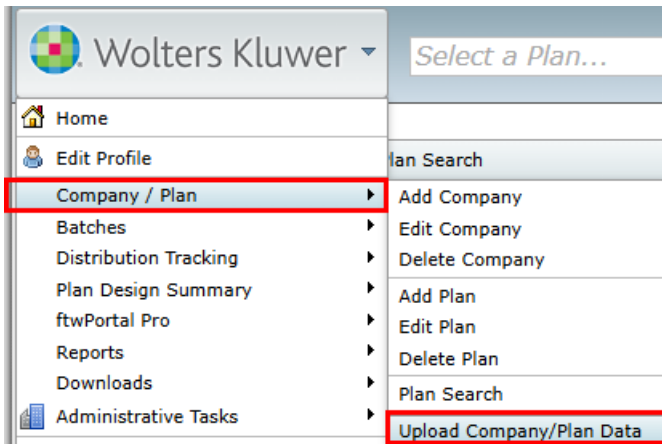 Wolters Kluwer
Select a Plan...
Home
Edit Profile
Company / Plan
Batches
Distribution Tracking
Plan Design Summary
ftwPortal Pro
Reports
Downloads
Administrative Tasks
lan Search
Add Company
Edit Company
Delete Company
Add Plan
Edit Plan
Delete Plan
Plan Search
Upload Company/Plan Data